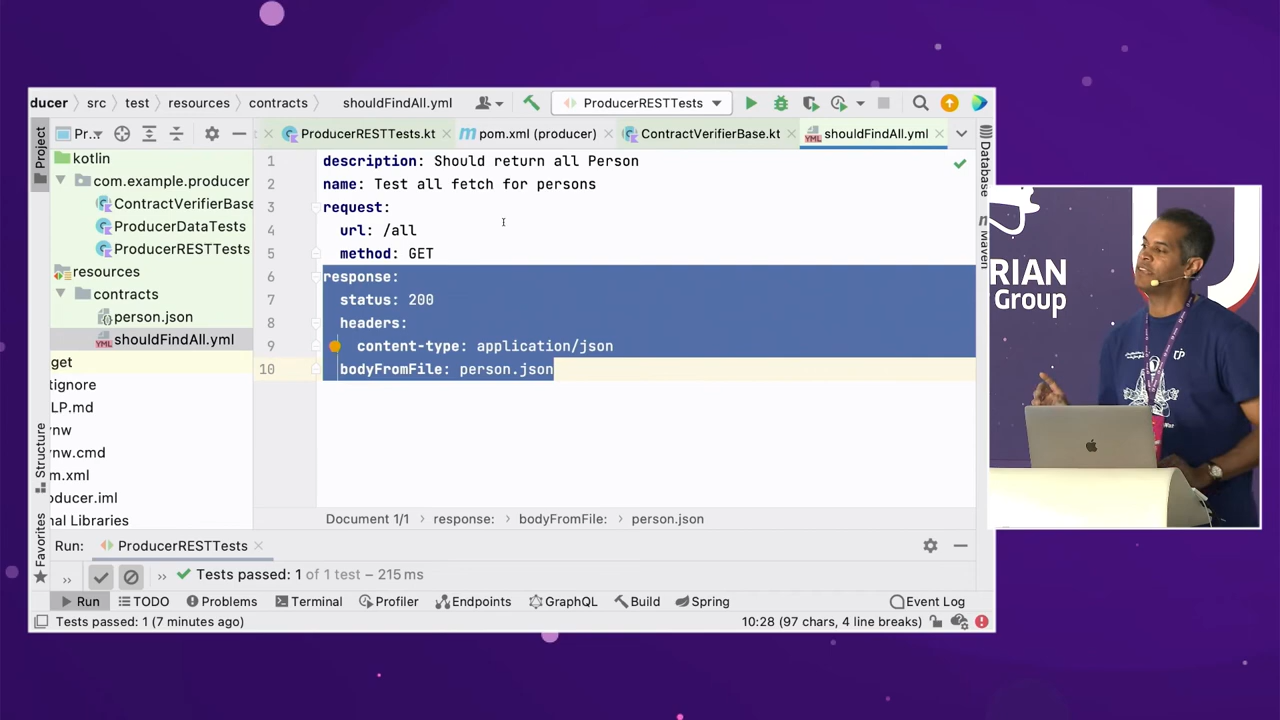 ducer
src
test
resources
contracts
shouldFindAll.yml
ProducerRESTTests
Project
Pr.
ProducerRESTTests.kt
pom.xml (producer)
ContractVerifierBase.kt
shouldFindAll.yml
Database
Maven
kotlin
com.example.producer
ContractVerifierBase
ProducerDataTests
ProducerRESTTests
resources
contracts
person.json
shouldFindAll.yml
get
itignore
LP.md
nw
nw.cmd
m.xml
oducer.iml
nal Libraries
Structure
Favorites
1 description: Should return all Person
2 name: Test all fetch for persons
3 request:
4 url: /all
5 method: GET
6 response:
7 status: 200
8 headers:
9 content-type: application/json
10 bodyFromFile: person.json
Document 1/1
response:
bodyFromFile:
person.json
Run:
ProducerRESTTests
Tests passed: 1 of 1 test – 215 ms
Run
TODO
Problems
Terminal
Profiler
Endpoints
GraphQL
Build
Spring
Event Log
Tests passed: 1 (7 minutes ago)
10:28 (97 chars, 4 line breaks)
RIAN
Group